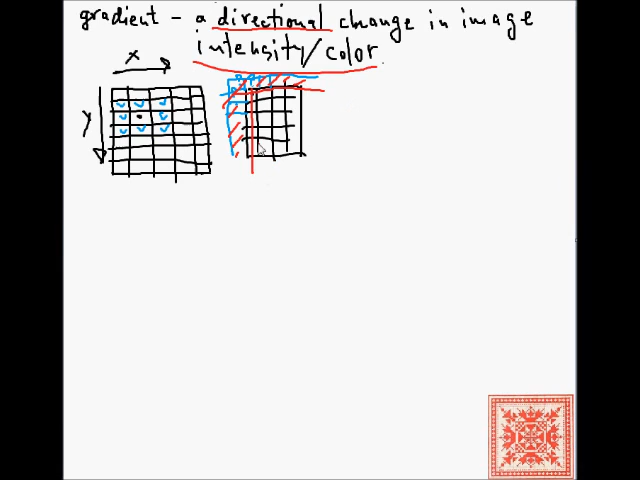 gradient - a directional change in image
intensity/color
x
y